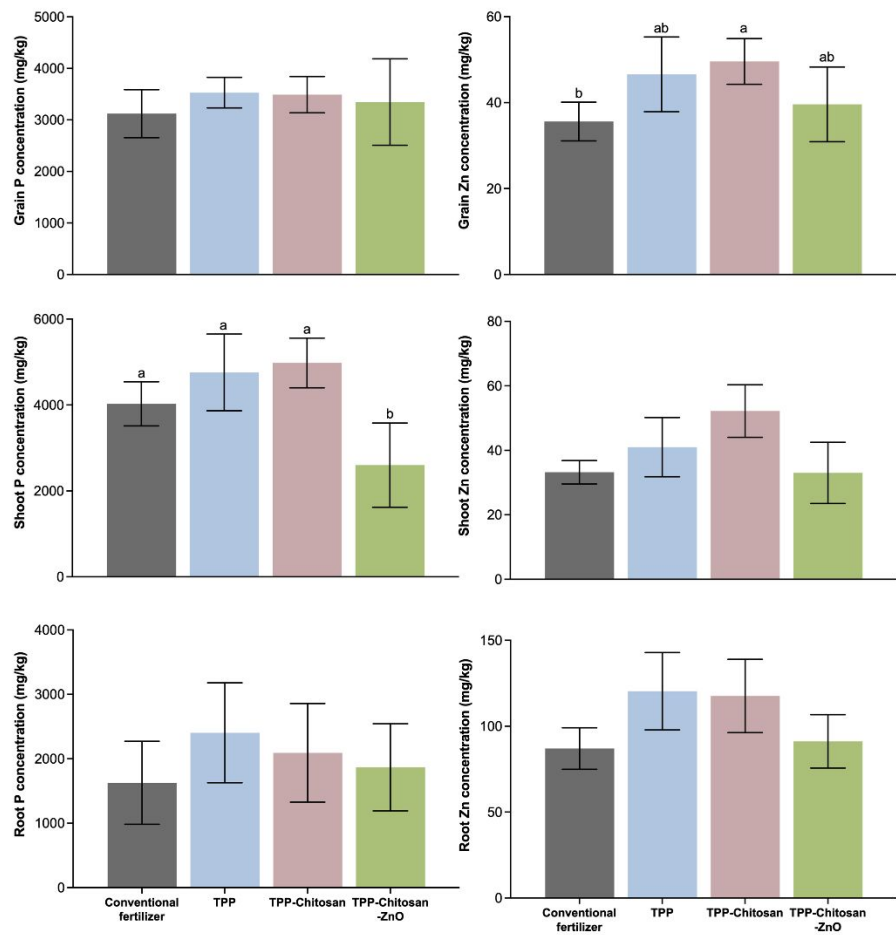 Grain P concentration (mg/kg)
5000
4000
3000
2000
1000
0
Grain Zn concentration (mg/kg)
60
40
20
0
b
ab
a
ab
Shoot P concentration (mg/kg)
6000
4000
2000
0
a
a
a
b
Shoot Zn concentration (mg/kg)
80
60
40
20
0
Root P concentration (mg/kg)
4000
3000
2000
1000
0
Conventional
fertilizer
TPP
TPP-Chitosan
TPP-Chitosan
-ZnO
Root Zn concentration (mg/kg)
150
100
50
0
Conventional
fertilizer
TPP
TPP-Chitosan
TPP-Chitosan
-ZnO